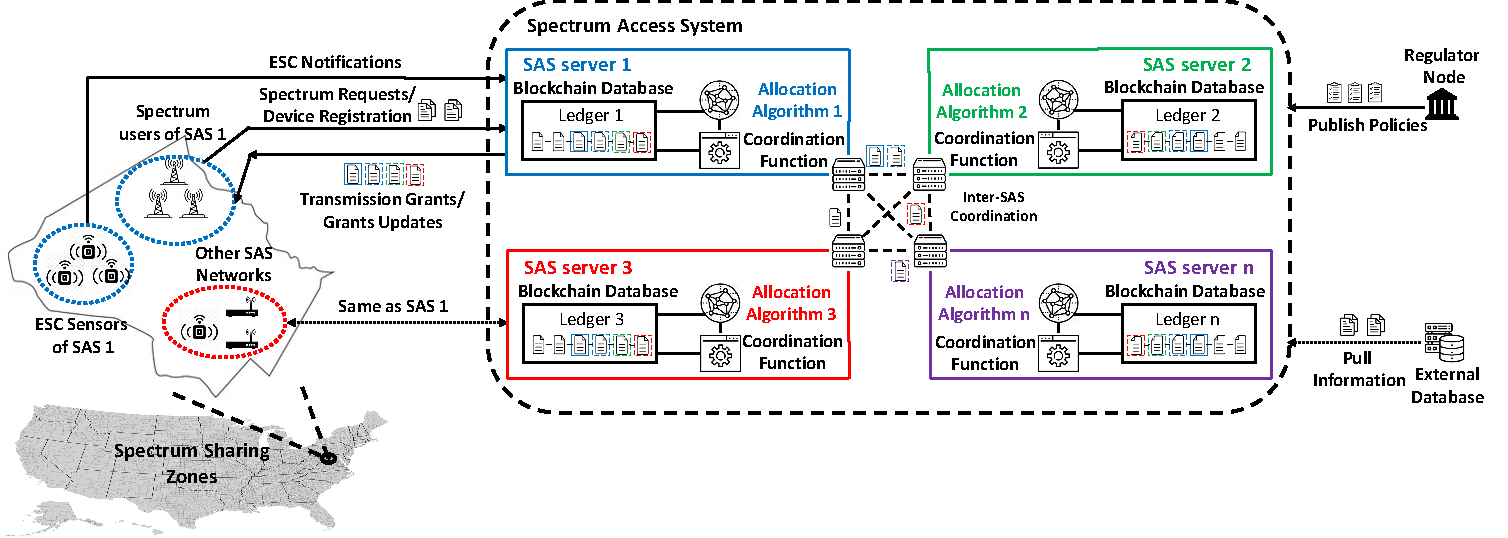 Spectrum Access System
ESC Notifications
Spectrum Requests/
Device Registration
Spectrum
users of SAS 1
Transmission Grants/
Grants Updates
Other SAS
Networks
ESC Sensors
of SAS 1
Same as SAS 1
Spectrum Sharing
Zones
SAS server 1
Blockchain Database
Ledger 1
Allocation
Algorithm 1
Coordination
Function
SAS server 2
Blockchain Database
Ledger 2
Allocation
Algorithm 2
Coordination
Function
Inter-SAS
Coordination
SAS server 3
Blockchain Database
Ledger 3
Allocation
Algorithm 3
Coordination
Function
SAS server n
Blockchain Database
Ledger n
Allocation
Algorithm n
Coordination
Function
Regulator
Node
Publish Policies
Pull
Information
External
Database